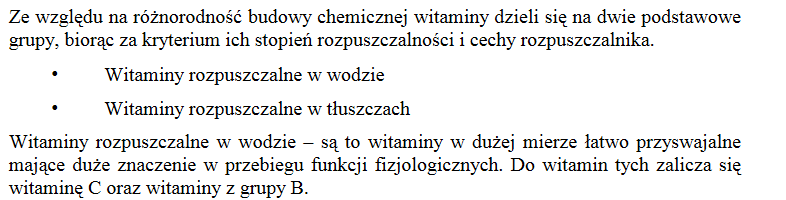 Ze względu na różnorodność budowy chemicznej witaminy dzieli się na dwie podstawowe
grupy, biorąc za kryterium ich stopień rozpuszczalności i cechy rozpuszczalnika.
• Witaminy rozpuszczalne w wodzie
• Witaminy rozpuszczalne w tłuszczach
Witaminy rozpuszczalne w wodzie – są to witaminy w dużej mierze łatwo przyswajalne
mające duże znaczenie w przebiegu funkcji fizjologicznych. Do witamin tych zalicza się
witaminę C oraz witaminy z grupy B.